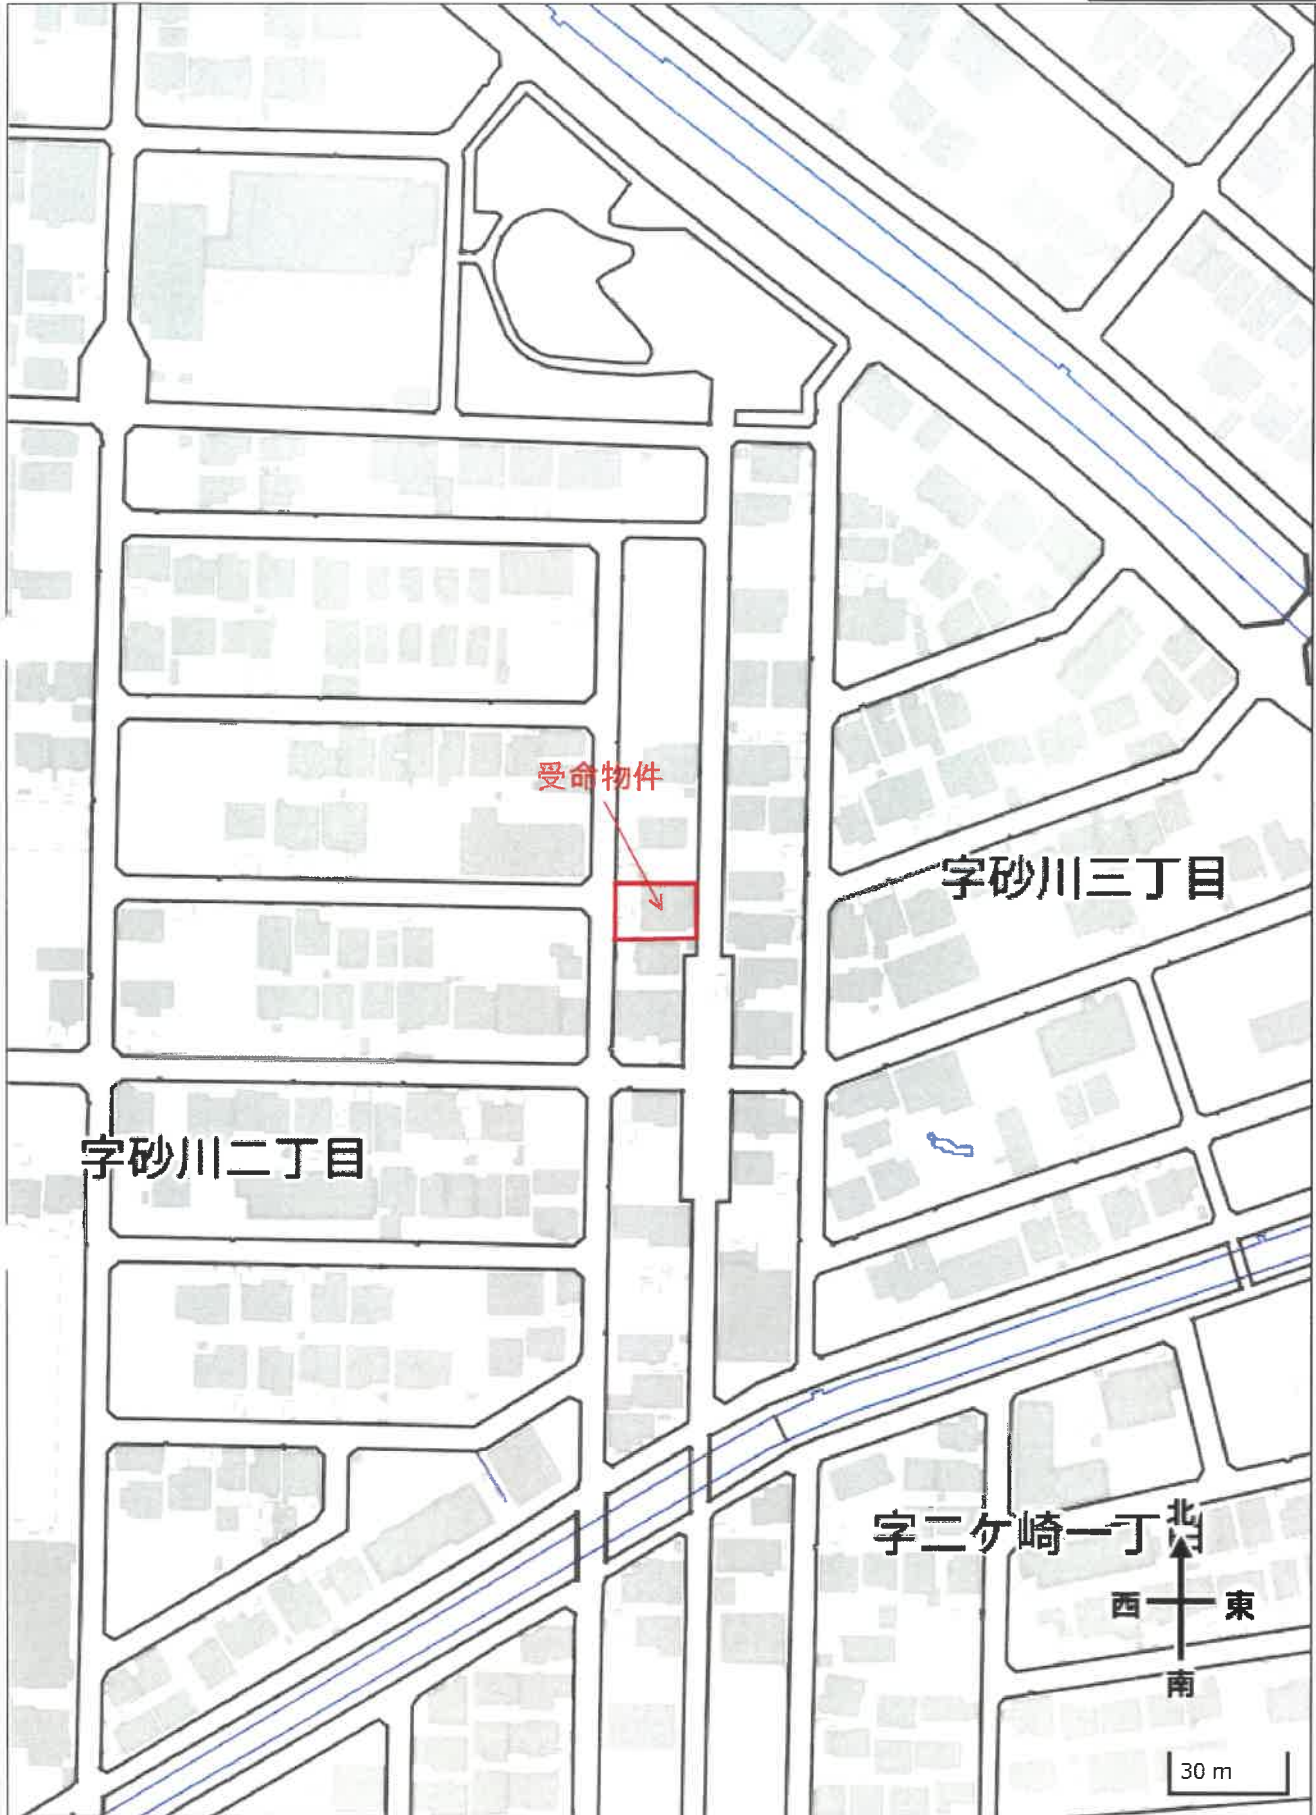 受命物件
字砂川三丁目
字砂川二丁目
字二ケ崎一丁目
北
西 東
南
30 m